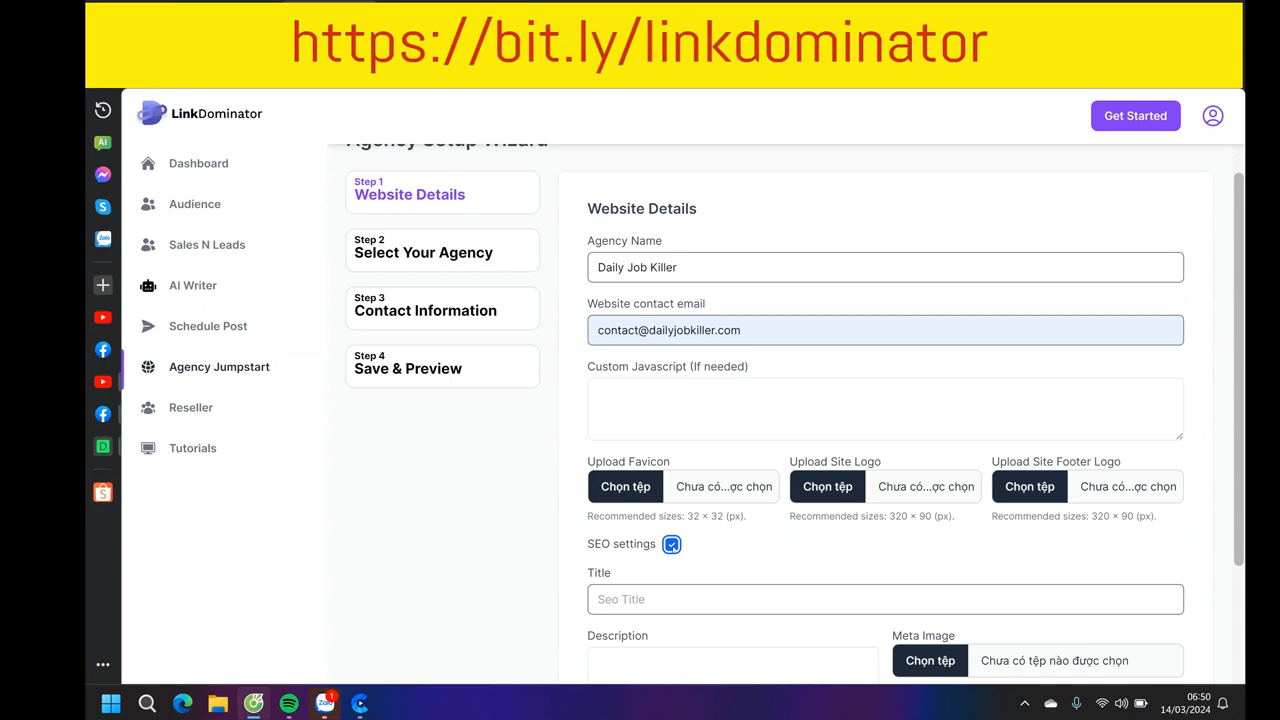 https://bit.ly/linkdominator
LinkDominator
Get Started
AI
Zalo
D
Dashboard
Audience
Sales N Leads
AI Writer
Schedule Post
Agency Jumpstart
Reseller
Tutorials
Agency Setup Wizard
Step 1
Website Details
Step 2
Select Your Agency
Step 3
Contact Information
Step 4
Save & Preview
Website Details
Agency Name
Daily Job Killer
Website contact email
contact@dailyjobkiller.com
Custom Javascript (If needed)
Upload Favicon
Chọn tệp Chưa có...ợc chọn
Recommended sizes: 32 × 32 (px).
Upload Site Logo
Chọn tệp Chưa có...ợc chọn
Recommended sizes: 320 × 90 (px).
Upload Site Footer Logo
Chọn tệp Chưa có...ợc chọn
Recommended sizes: 320 × 90 (px).
SEO settings
Title
Seo Title
Description
Meta Image
Chọn tệp Chưa có tệp nào được chọn
Zalo 1
06:50
14/03/2024